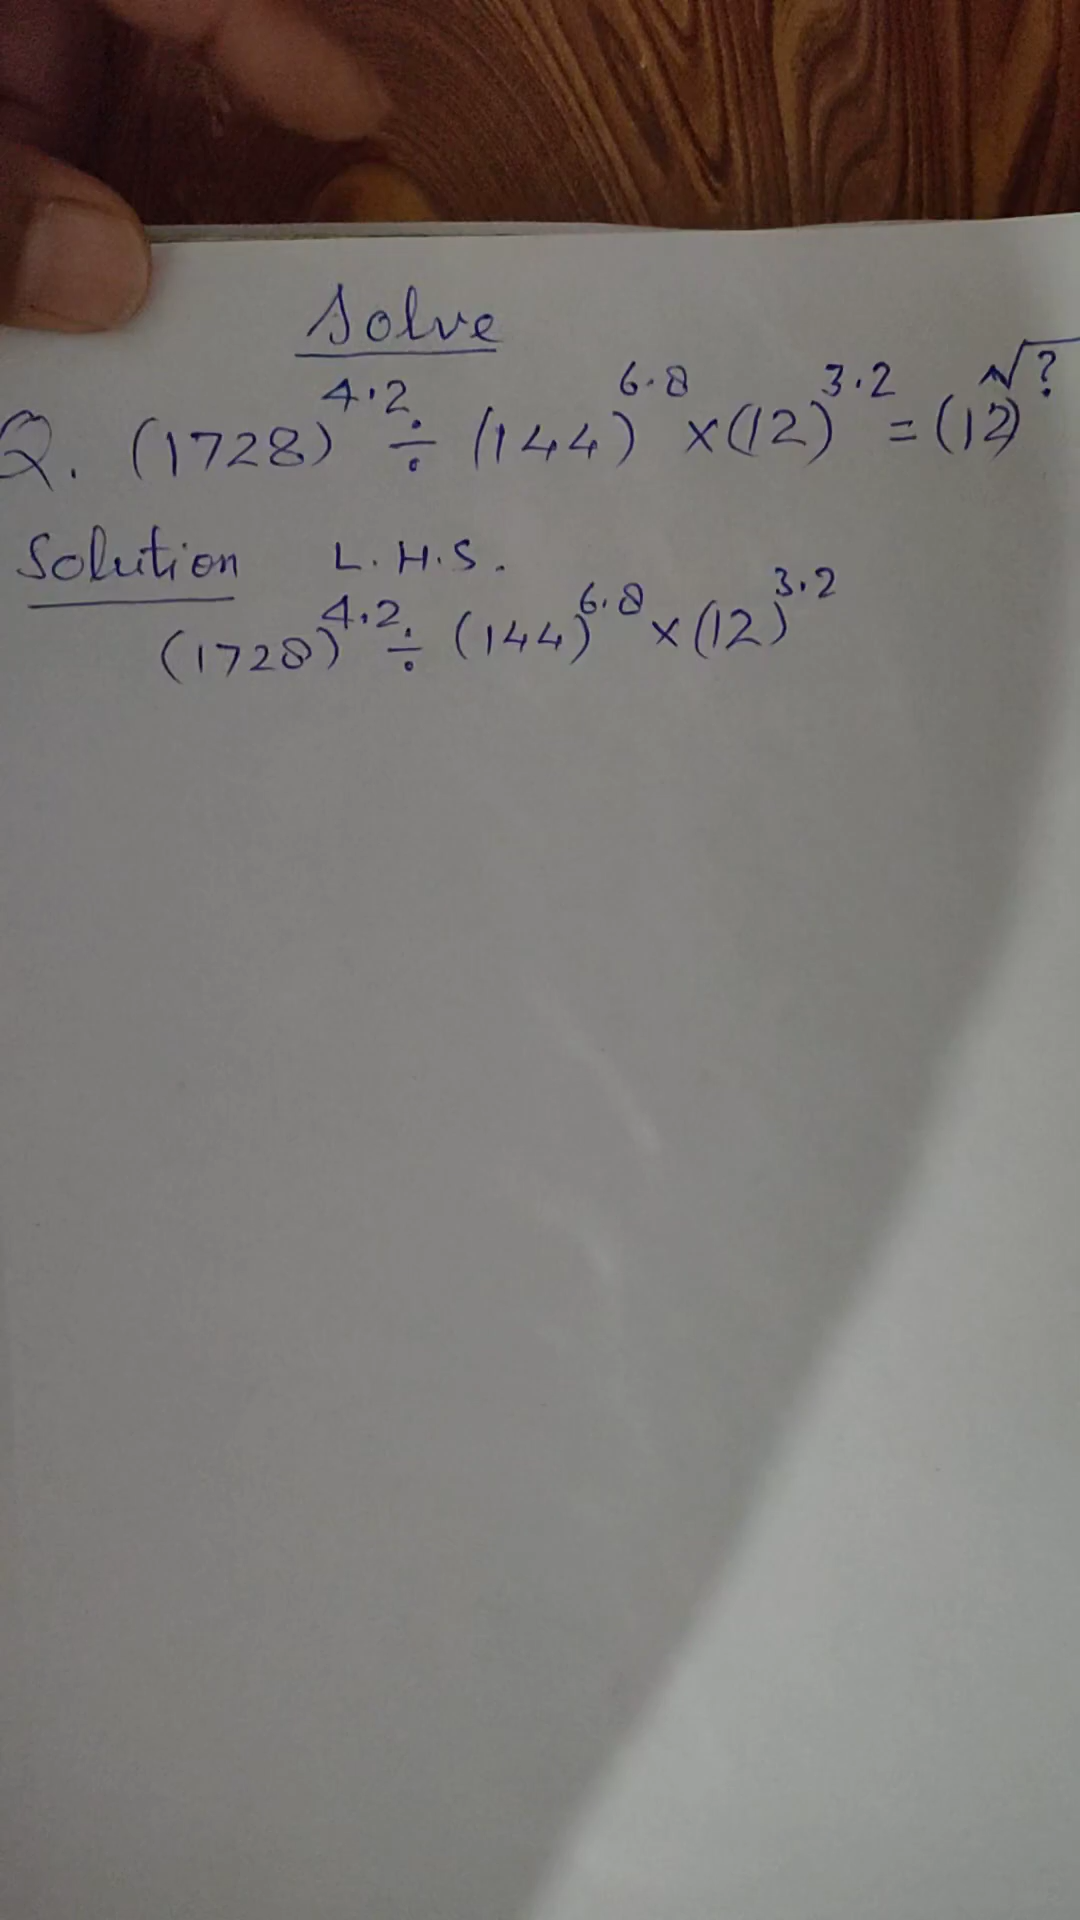 Solve
Q. (1728)^4.2 ÷ (144)^6.8 ×(12)^3.2 = (12)^√?
Solution L.H.S.
(1728)^4.2 ÷ (144)^6.8 ×(12)^3.2